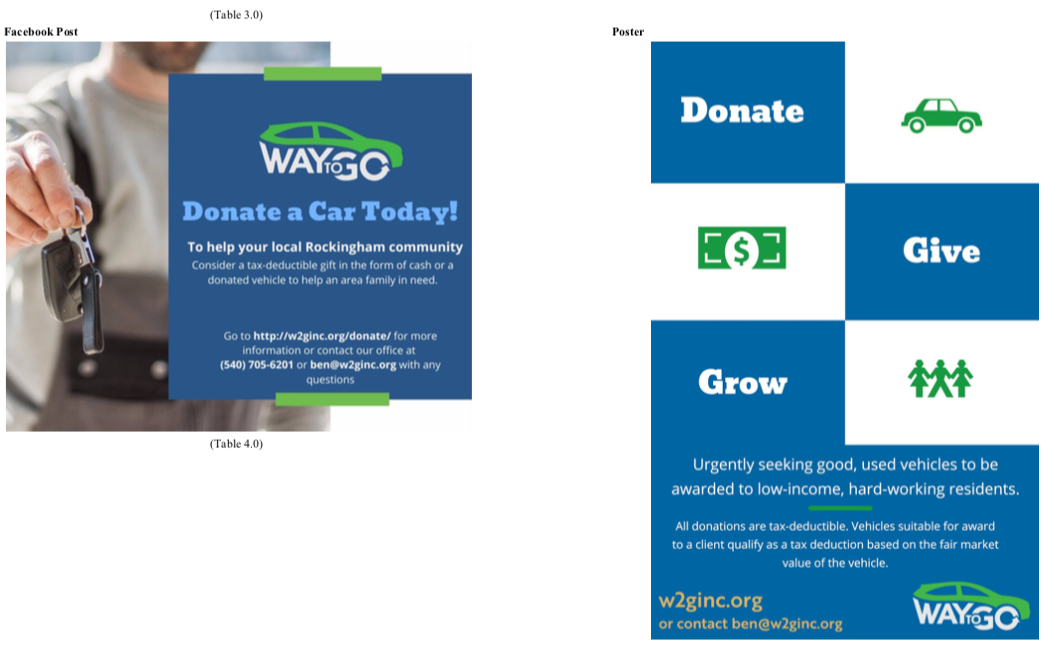 (Table 3.0)
Facebook Post
WAY TO GO
Donate a Car Today!
To help your local Rockingham community
Consider a tax-deductible gift in the form of cash or a
donated vehicle to help an area family in need.
Go to http://w2ginc.org/donate/ for more
information or contact our office at
(540) 705-6201 or ben@w2ginc.org with any
questions
(Table 4.0)
Poster
Donate
$
Give
Grow
Urgently seeking good, used vehicles to be
awarded to low-income, hard-working residents.
All donations are tax-deductible. Vehicles suitable for award
to a client qualify as a tax deduction based on the fair market
value of the vehicle.
w2ginc.org
or contact ben@w2ginc.org
WAY TO GO